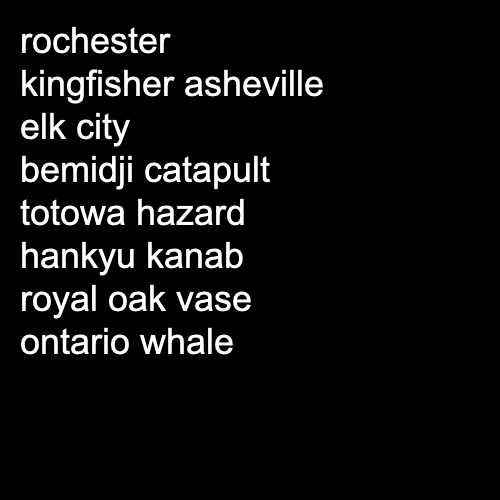 rochester
kingfisher asheville
elk city
bemidji catapult
totowa hazard
hankyu kanab
royal oak vase
ontario whale